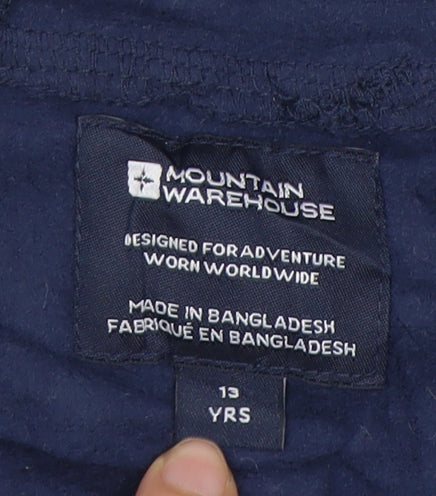 MOUNTAIN
WAREHOUSE
DESIGNED FOR ADVENTURE
WORN WORLDWIDE
MADE IN BANGLADESH
FABRIQUÉ EN BANGLADESH
13
YRS